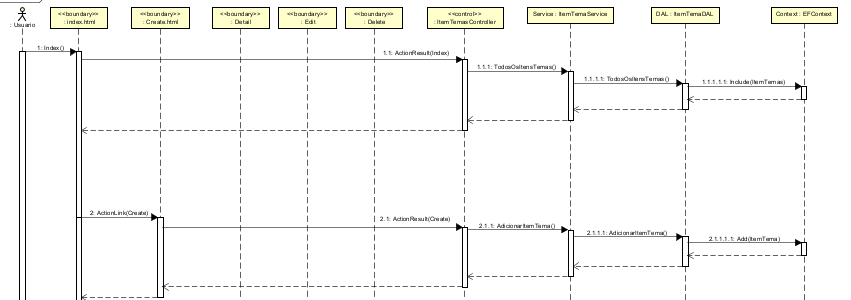 <<boundary>>
: index.html
<<boundary>>
: Create.html
<<boundary>>
: Detail
<<boundary>>
: Edit
<<boundary>>
: Delete
<<control>>
: ItemTemasController
Service : ItemTemaService
DAL : ItemTemaDAL
Context : EFContext
: Usuario
1: Index()
1.1: ActionResult(Index)
1.1.1: TodosOsItensTemas()
1.1.1.1: TodosOsItensTemas()
1.1.1.1.1: Include(ItemTemas)
2: ActionLink(Create)
2.1: ActionResult(Create)
2.1.1: AdicionarItemTema()
2.1.1.1: AdicionarItemTema()
2.1.1.1.1: Add(ItemTema)